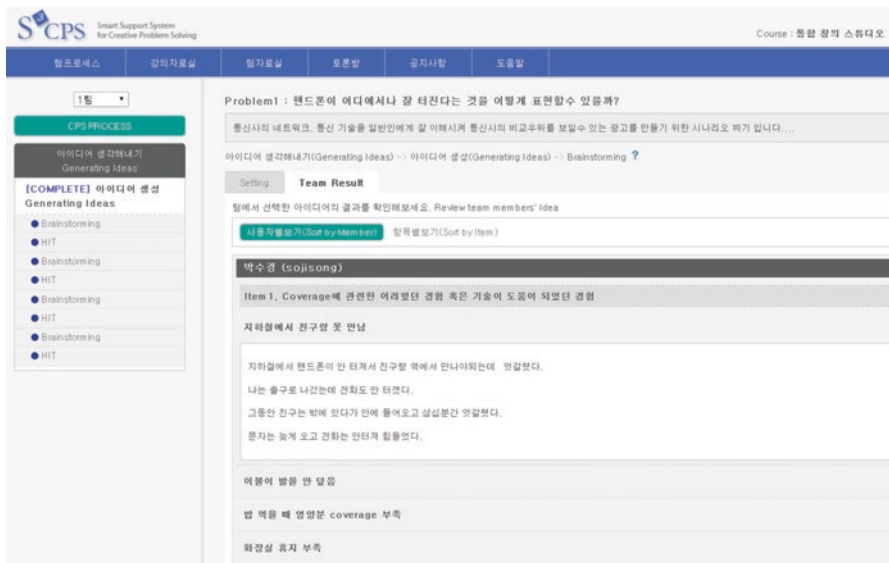 S3CPS Smart Support System
for Creative Problem Solving
Course : 통합 창의 스튜디오
팀프로세스 강의자료실 팀자료실 토론방 공지사항 도움말
1팀
CPS PROCESS
아이디어 생각해내기
Generating Ideas
[COMPLETE] 아이디어 생성
Generating Ideas
Brainstorming
HIT
Brainstorming
HIT
Brainstorming
HIT
Brainstorming
HIT
Problem1 : 핸드폰이 어디에서나 잘 터진다는 것을 어떻게 표현할수 있을까?
통신사의 네트워크, 통신 기술을 일반인에게 잘 이해시켜 통신사의 비교우위를 보일수 있는 광고를 만들기 위한 시나리오 짜기 입니다....
아이디어 생각해내기(Generating Ideas) -> 아이디어 생성(Generating Ideas) -> Brainstorming ?
Setting Team Result
팀에서 선택한 아이디어의 결과를 확인해보세요. Review team members' Idea
사용자별보기(Sort by Member) 항목별보기(Sort by Item)
박수경 (sojisong)
Item 1, Coverage에 관련한 어려웠던 경험 혹은 기술이 도움이 되었던 경험
지하철에서 친구랑 못 만남
지하철에서 핸드폰이 안 터져서 친구랑 역에서 만나야되는데 엇갈렸다.
나는 출구로 나갔는데 전화도 안 터졌다.
그동안 친구는 밖에 있다가 안에 들어오고 삼십분간 엇갈렸다.
문자는 늦게 오고 전화는 안터져 힘들었다.
이불이 발을 안 덮음
밥 먹을 때 영양분 coverage 부족
화장실 휴지 부족